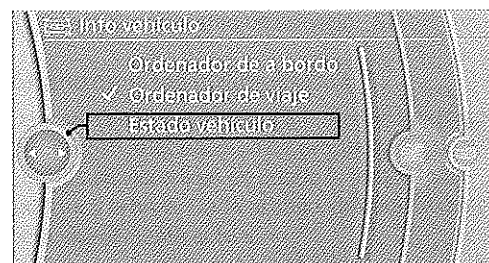 Info vehículo
Ordenador de a bordo
Ordenador de viaje
Estado vehículo